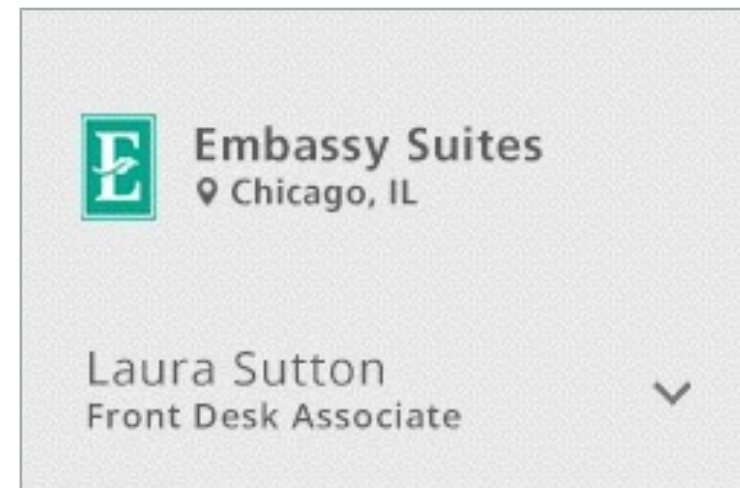 E
Embassy Suites
Chicago, IL
Laura Sutton
Front Desk Associate